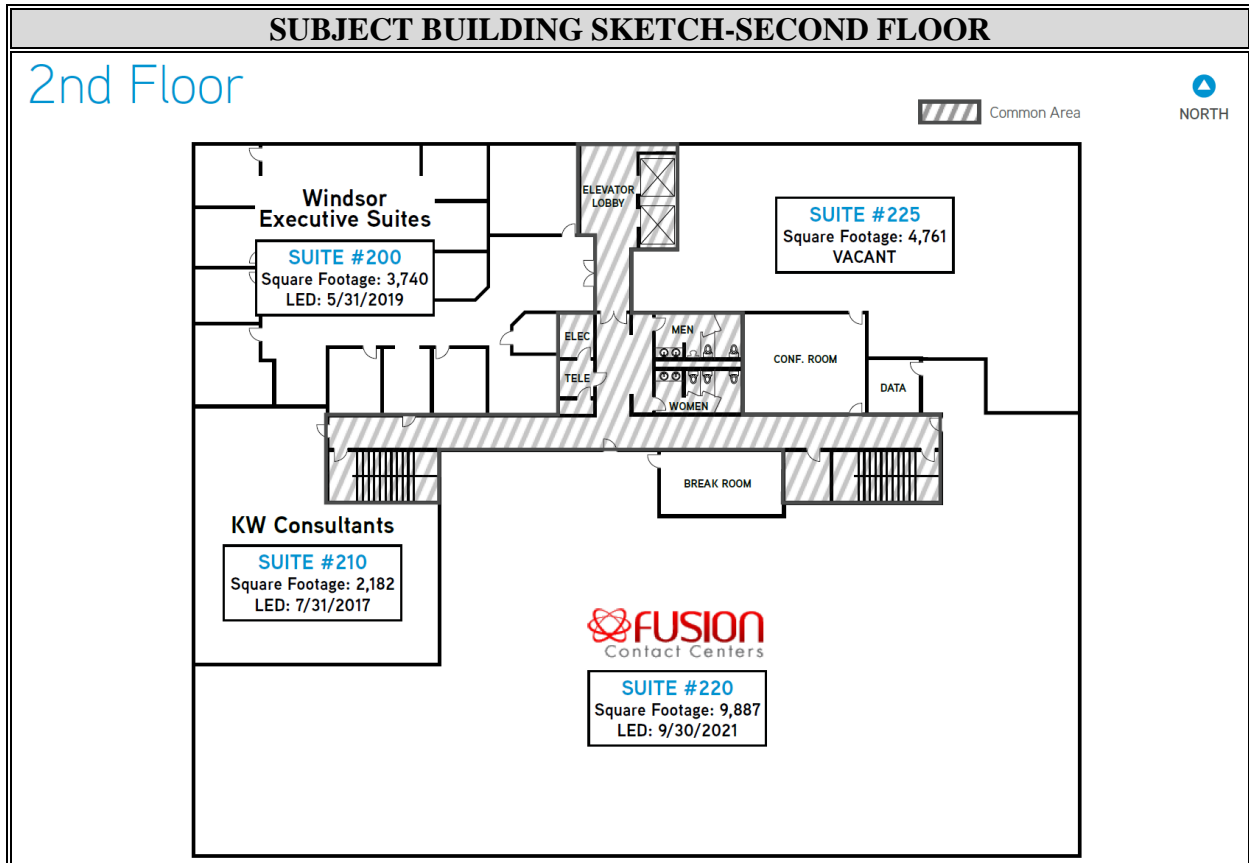 SUBJECT BUILDING SKETCH-SECOND FLOOR
2nd Floor
Common Area
NORTH
ELEVATOR
LOBBY
Windsor
Executive Suites
SUITE #200
Square Footage: 3,740
LED: 5/31/2019
SUITE #225
Square Footage: 4,761
VACANT
ELEC
MEN
CONF. ROOM
TELE
DATA
WOMEN
BREAK ROOM
KW Consultants
SUITE #210
Square Footage: 2,182
LED: 7/31/2017
FUSION
Contact Centers
SUITE #220
Square Footage: 9,887
LED: 9/30/2021